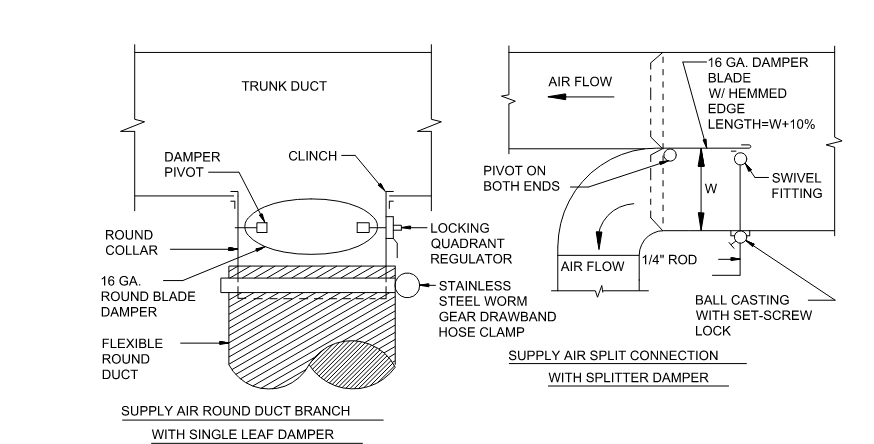 TRUNK DUCT
DAMPER
PIVOT
CLINCH
ROUND
COLLAR
16 GA.
ROUND BLADE
DAMPER
FLEXIBLE
ROUND
DUCT
LOCKING
QUADRANT
REGULATOR
STAINLESS
STEEL WORM
GEAR DRAWBAND
HOSE CLAMP
SUPPLY AIR ROUND DUCT BRANCH
WITH SINGLE LEAF DAMPER
AIR FLOW
16 GA. DAMPER
BLADE
W/ HEMMED
EDGE
LENGTH=W+10%
PIVOT ON
BOTH ENDS
W
SWIVEL
FITTING
AIR FLOW
1/4" ROD
BALL CASTING
WITH SET-SCREW
LOCK
SUPPLY AIR SPLIT CONNECTION
WITH SPLITTER DAMPER